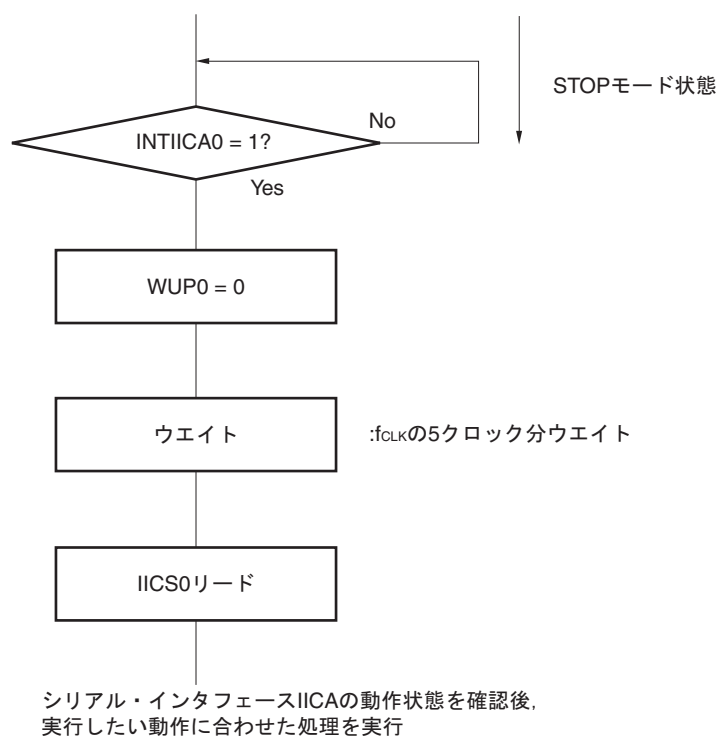 STOPモード状態
No
INTIICA0 = 1?
Yes
WUP0 = 0
ウエイト
:fCLKの5クロック分ウエイト
IICS0リード
シリアル・インタフェースIICAの動作状態を確認後,
実行したい動作に合わせた処理を実行